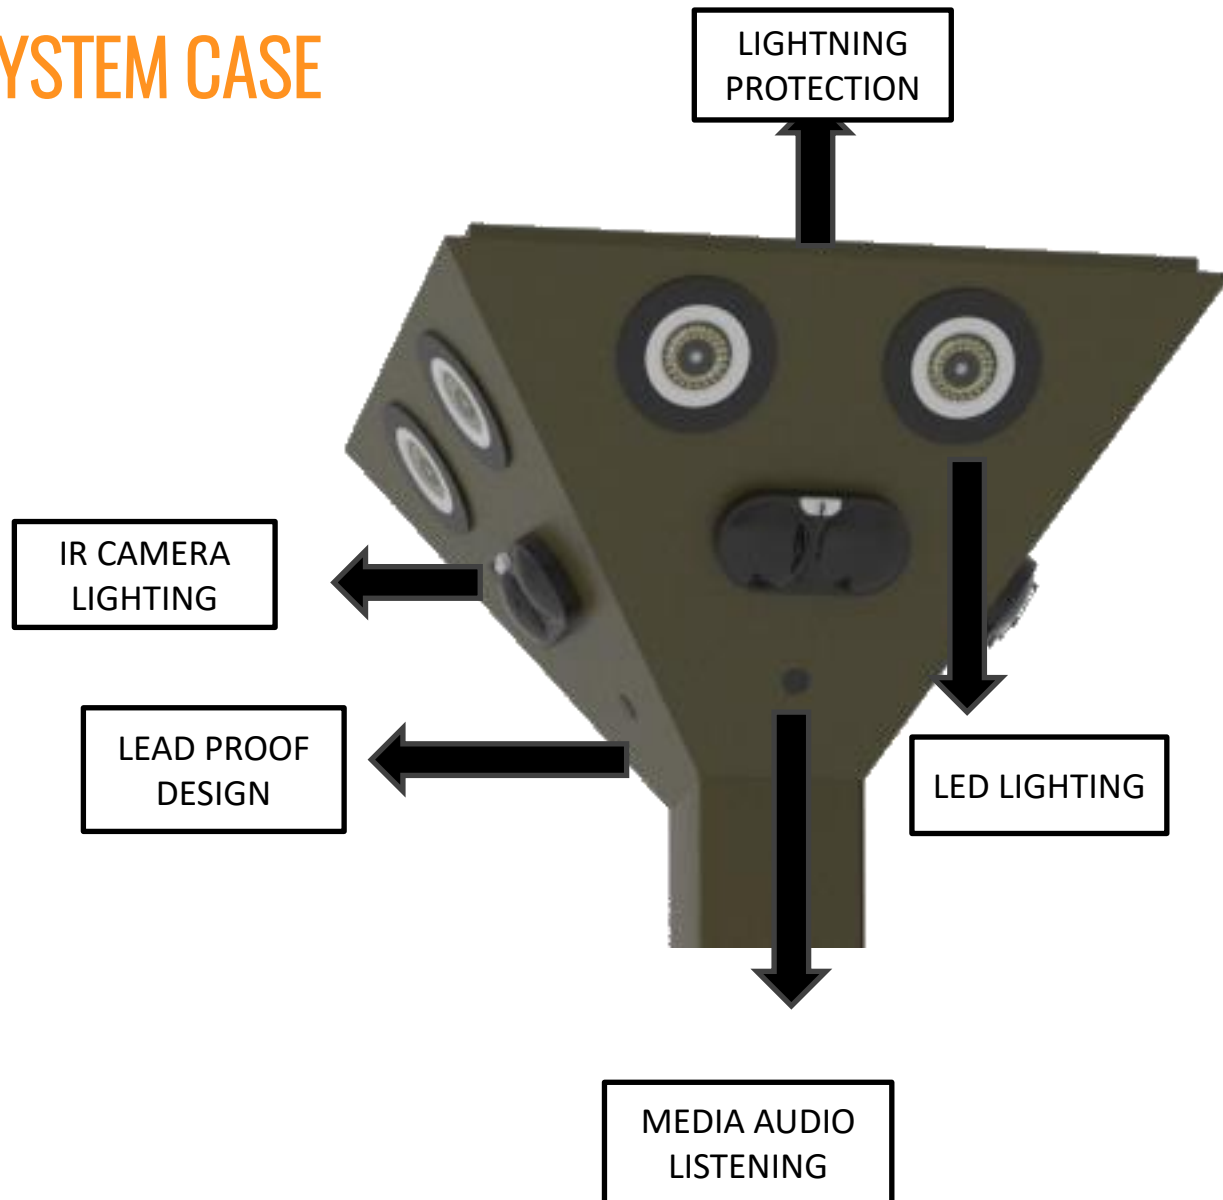 YSTEM CASE
LIGHTNING
PROTECTION
IR CAMERA
LIGHTING
LEAD PROOF
DESIGN
LED LIGHTING
MEDIA AUDIO
LISTENING